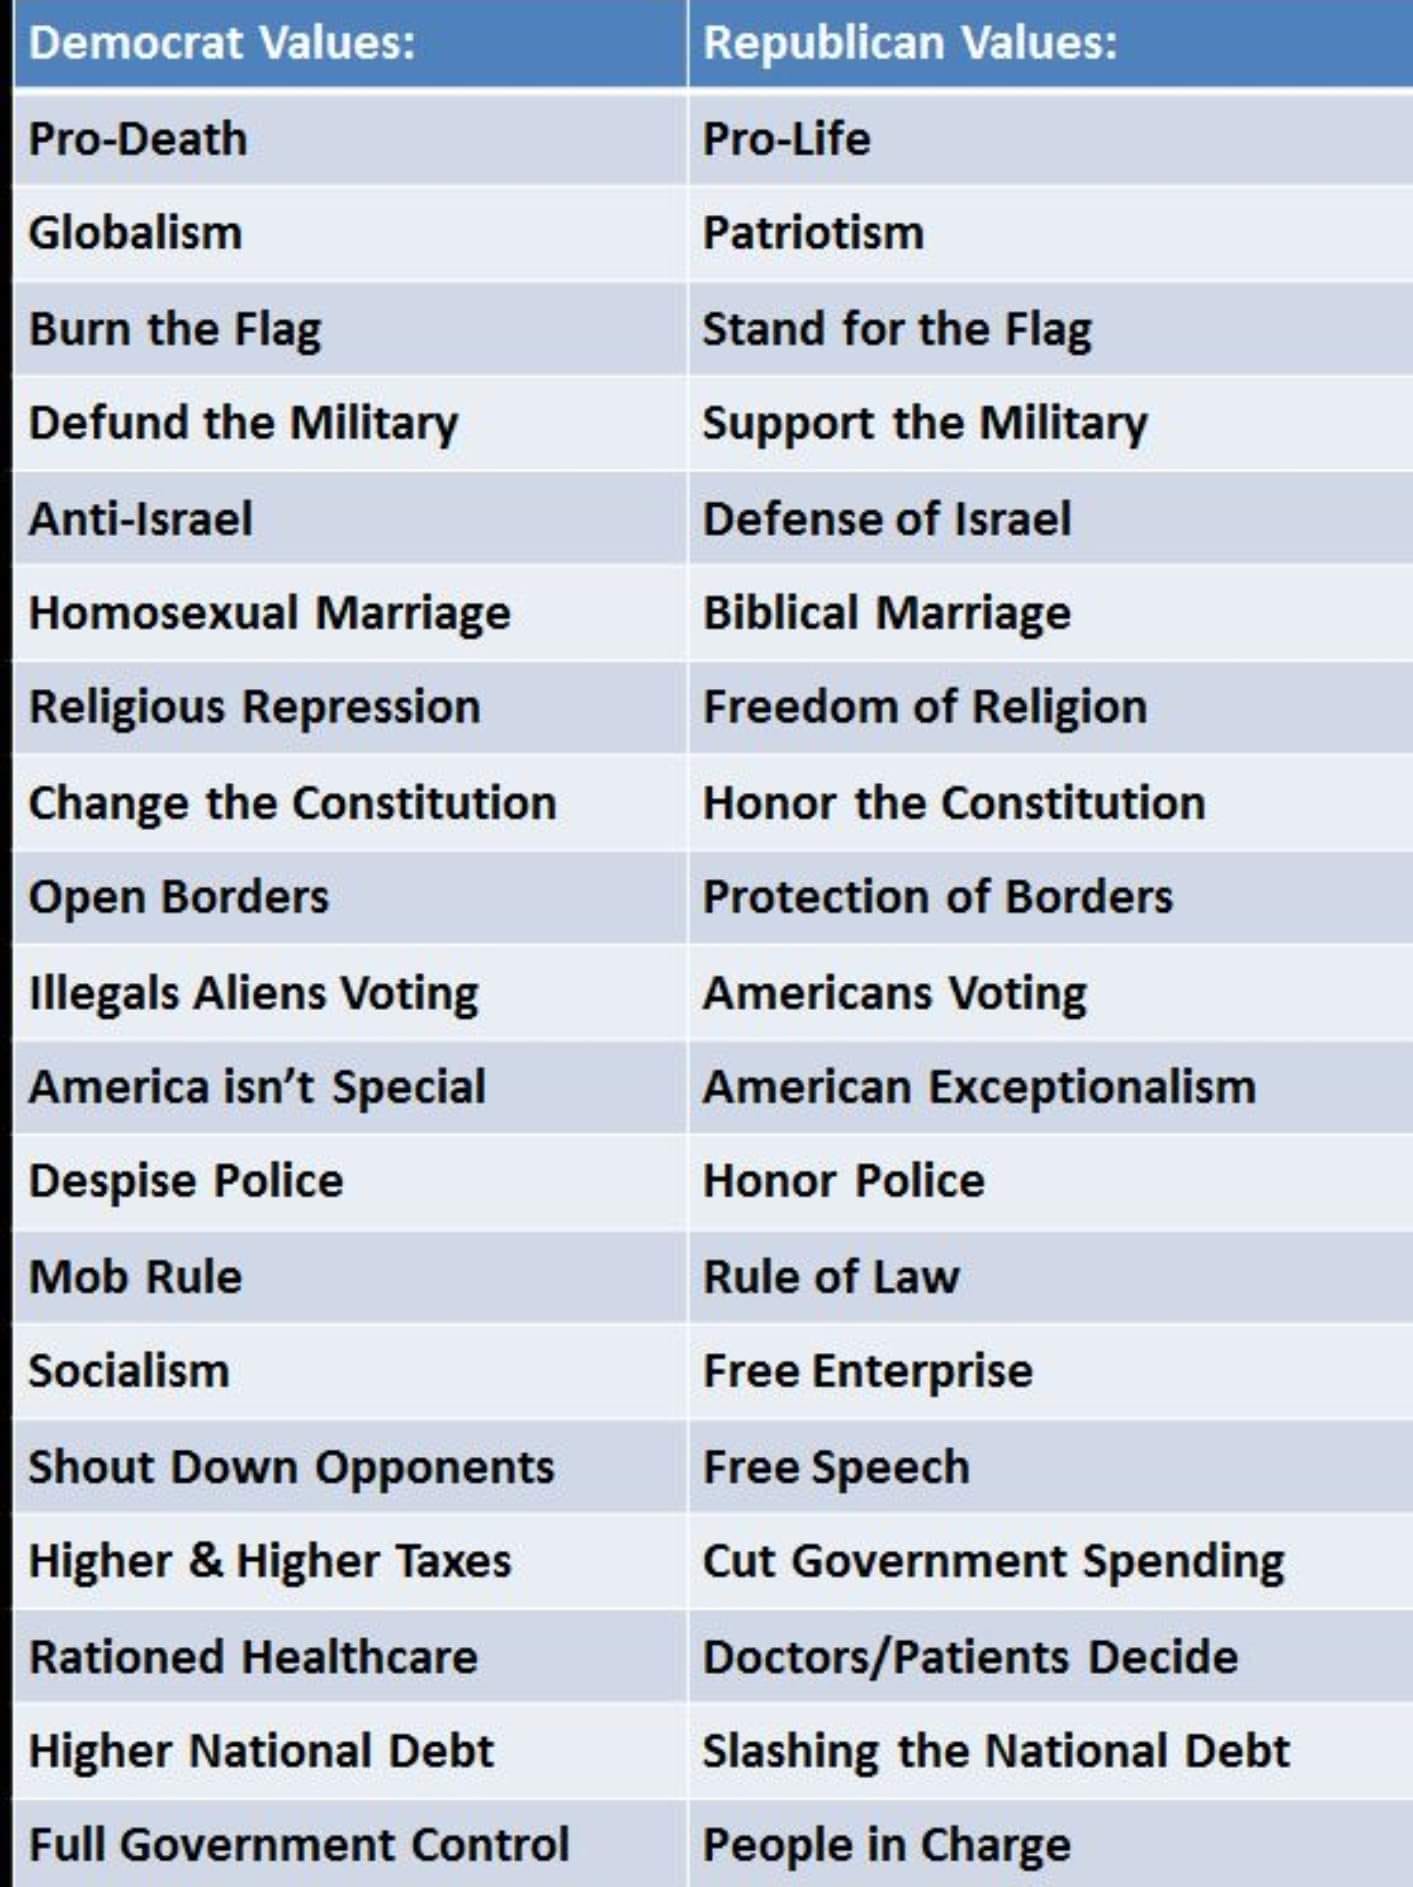 Democrat Values: Republican Values:
Pro-Death Pro-Life
Globalism Patriotism
Burn the Flag Stand for the Flag
Defund the Military Support the Military
Anti-Israel Defense of Israel
Homosexual Marriage Biblical Marriage
Religious Repression Freedom of Religion
Change the Constitution Honor the Constitution
Open Borders Protection of Borders
Illegals Aliens Voting Americans Voting
America isn’t Special American Exceptionalism
Despise Police Honor Police
Mob Rule Rule of Law
Socialism Free Enterprise
Shout Down Opponents Free Speech
Higher & Higher Taxes Cut Government Spending
Rationed Healthcare Doctors/Patients Decide
Higher National Debt Slashing the National Debt
Full Government Control People in Charge